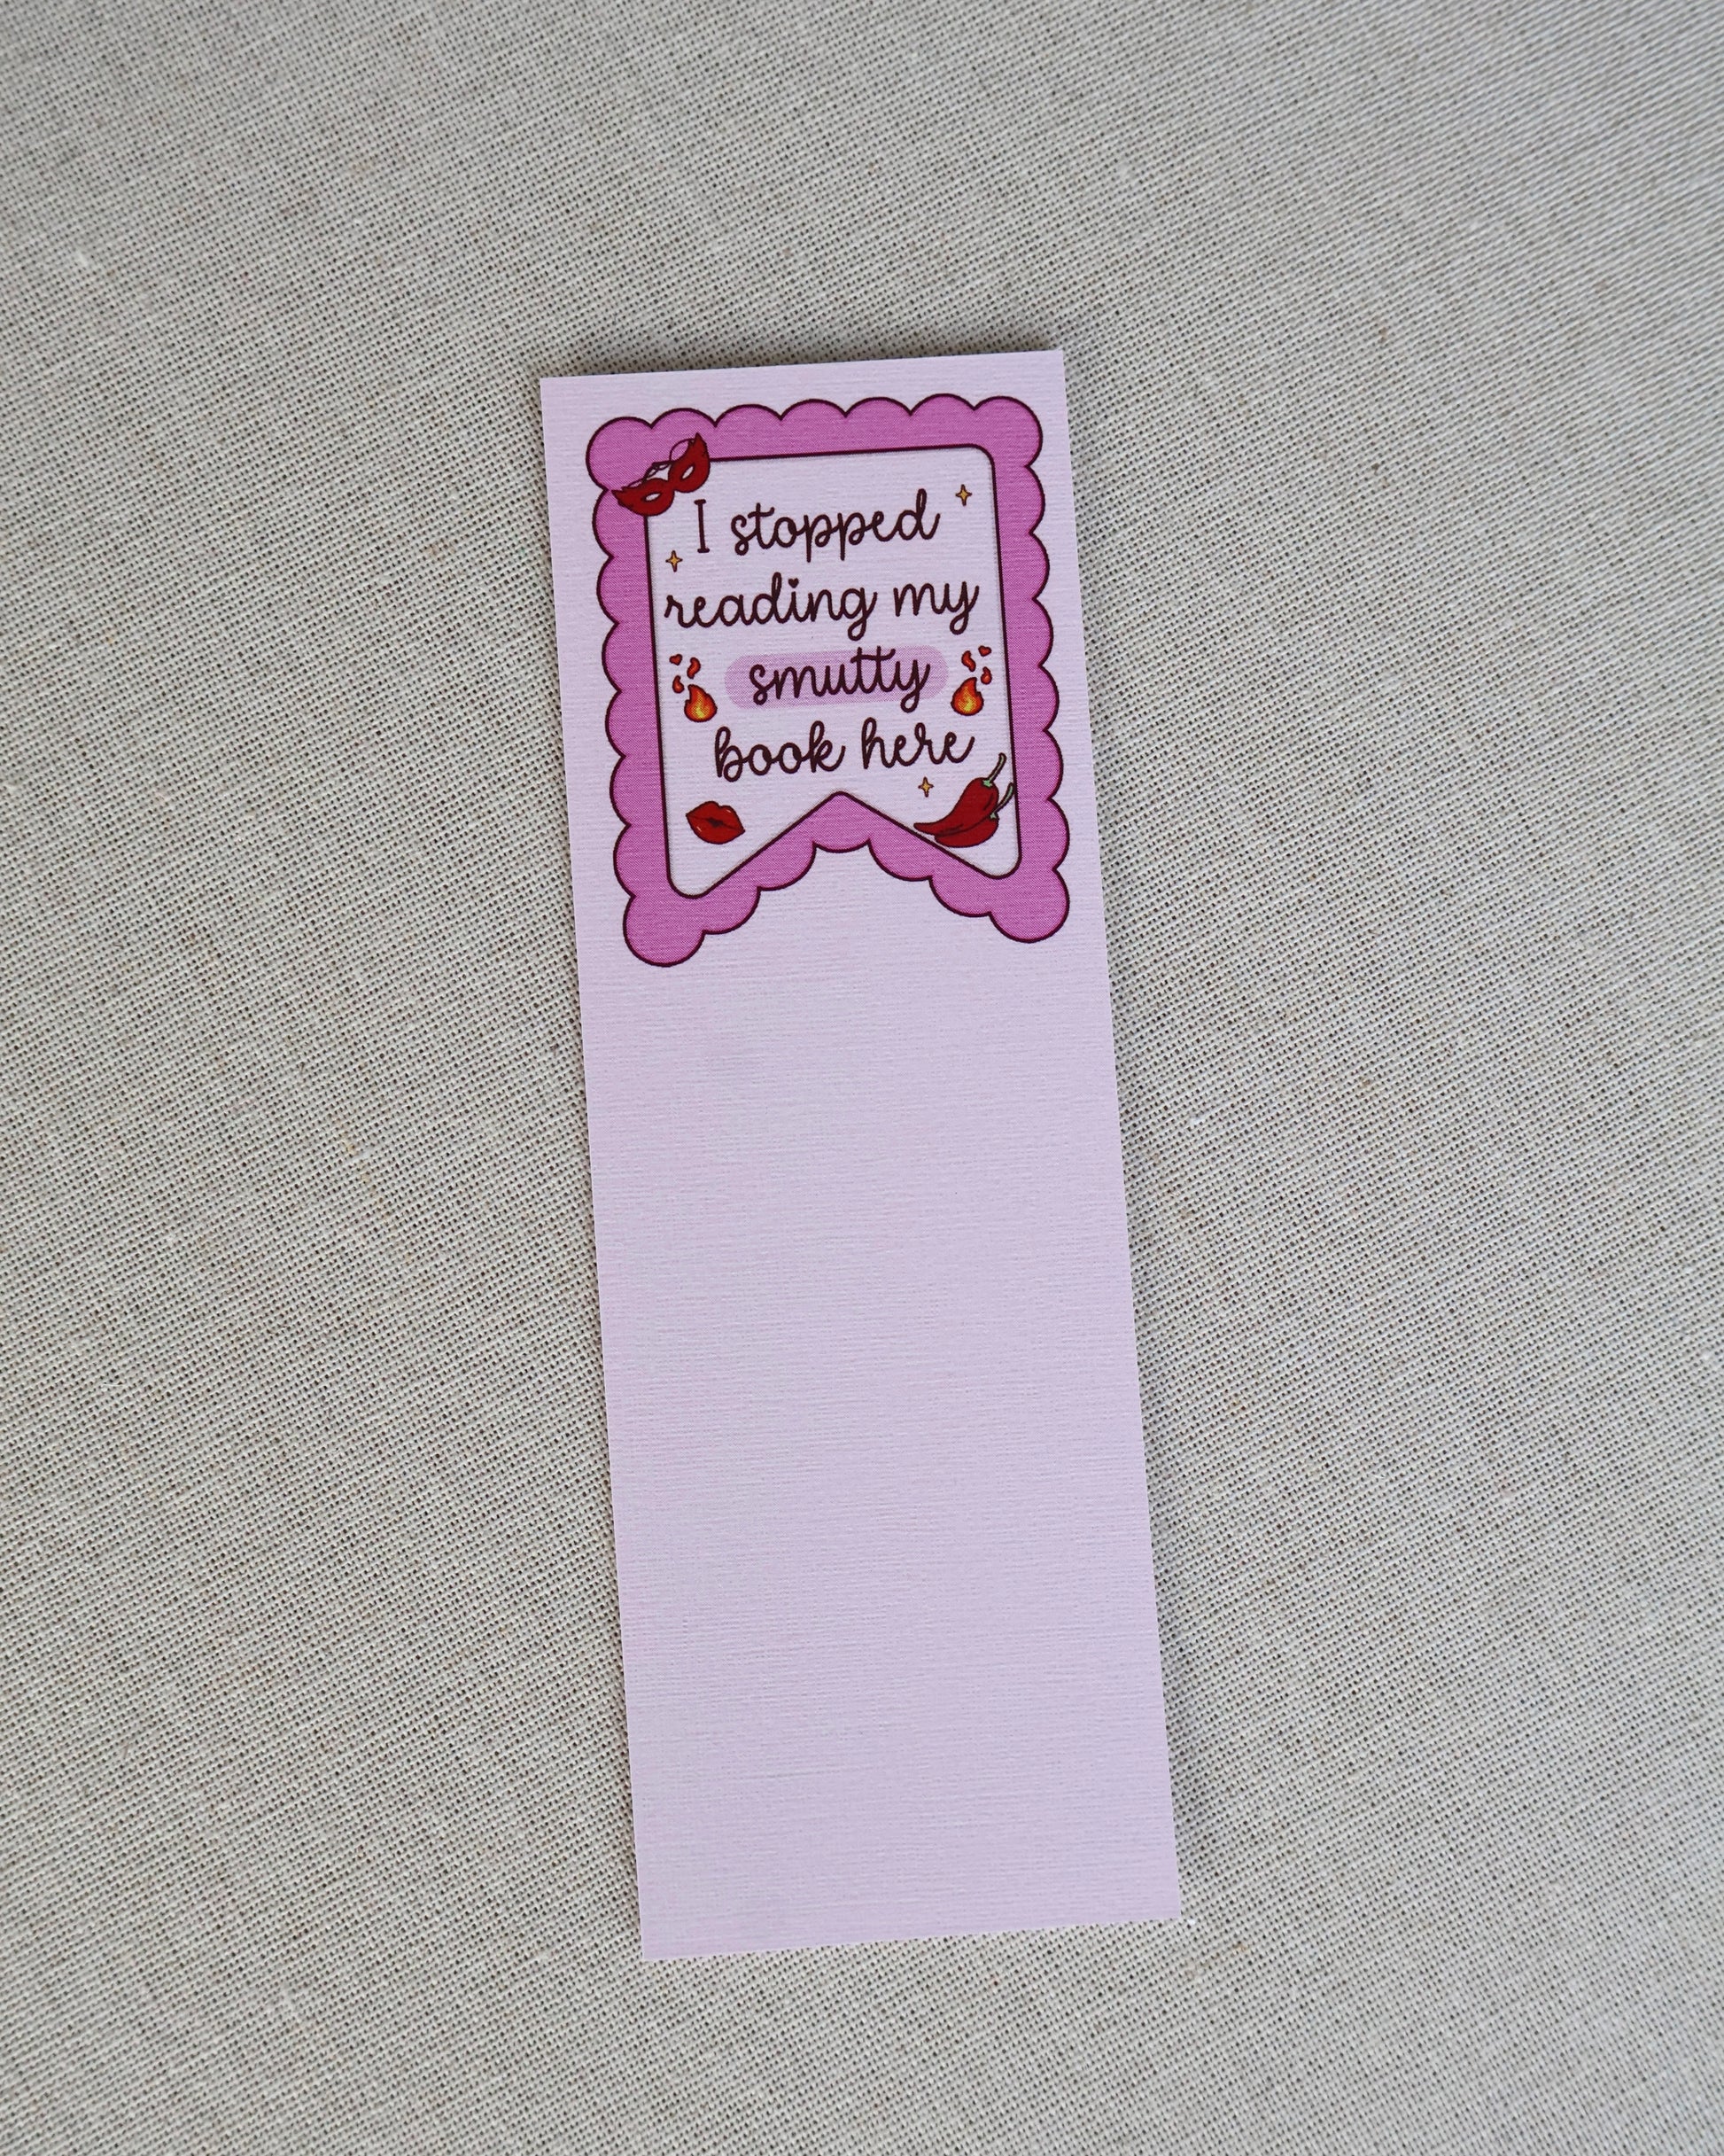 I stopped
reading my
smutty
book here